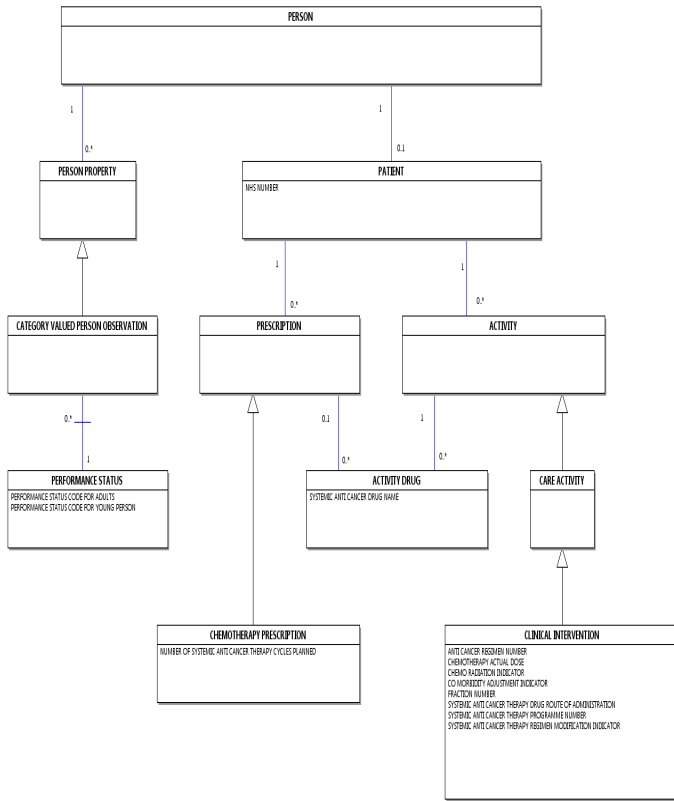 PERSON
1
0..*
1
0..1
PERSON PROPERTY
PATIENT
NHS NUMBER
1
0..*
1
0..*
CATEGORY VALUED PERSON OBSERVATION
PRESCRIPTION
ACTIVITY
0..*
1
0..1
0..*
1
0..*
PERFORMANCE STATUS
PERFORMANCE STATUS CODE FOR ADULTS
PERFORMANCE STATUS CODE FOR YOUNG PERSON
ACTIVITY DRUG
SYSTEMIC ANTI CANCER DRUG NAME
CARE ACTIVITY
CHEMOTHERAPY PRESCRIPTION
NUMBER OF SYSTEMIC ANTI CANCER THERAPY CYCLES PLANNED
CLINICAL INTERVENTION
ANTI CANCER REGIMEN NUMBER
CHEMOTHERAPY ACTUAL DOSE
CHEMO RADIATION INDICATOR
CO MORBIDITY ADJUSTMENT INDICATOR
FRACTION NUMBER
SYSTEMIC ANTI CANCER THERAPY DRUG ROUTE OF ADMINISTRATION
SYSTEMIC ANTI CANCER THERAPY PROGRAMME NUMBER
SYSTEMIC ANTI CANCER THERAPY REGIMEN MODIFICATION INDICATOR